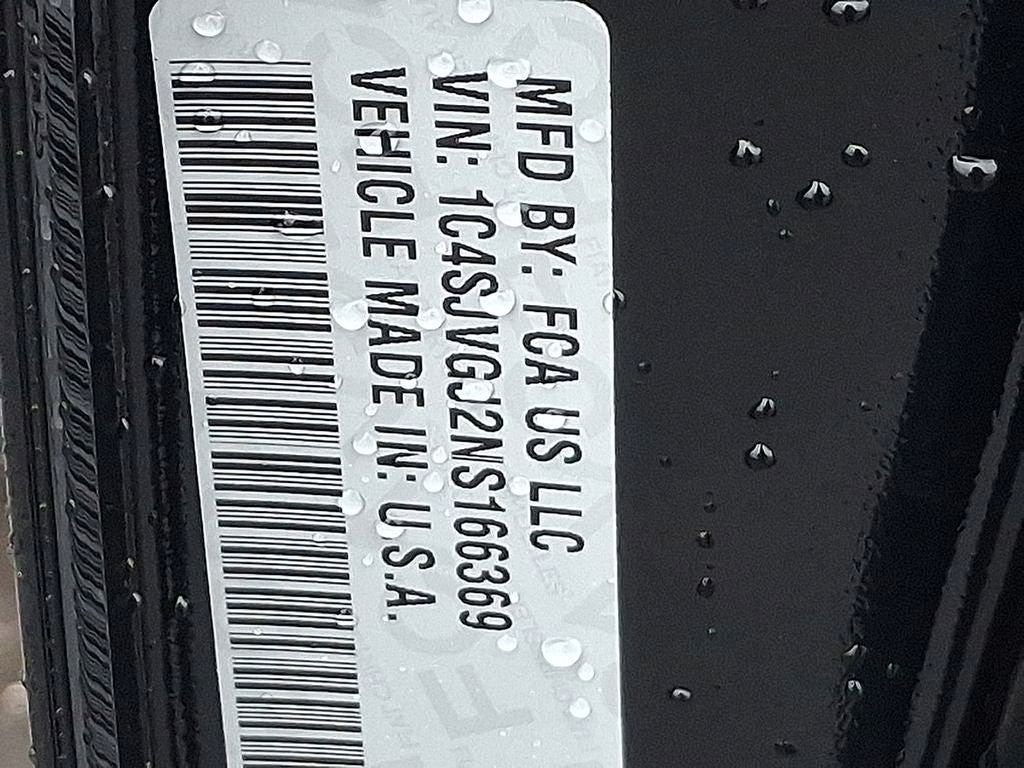 MFD BY: FCA US LLC
VIN: 1C4SJVGJ2NS166369
VEHICLE MADE IN: U.S.A.